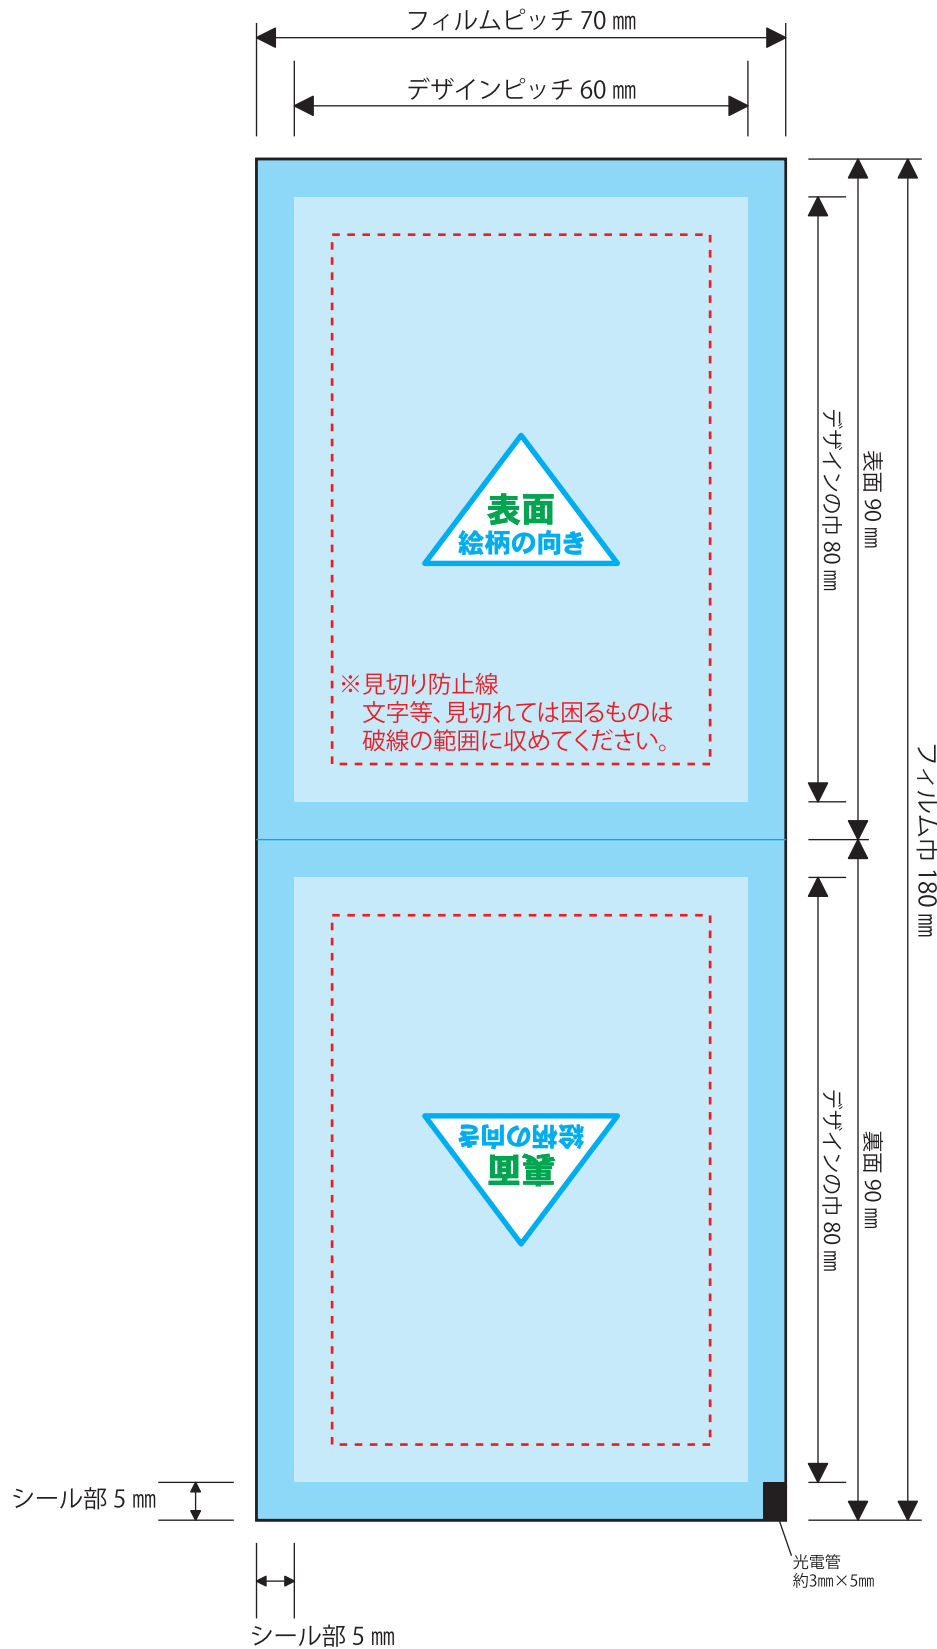 フィルムピッチ 70 ㎜
デザインピッチ 60 ㎜
表面
絵柄の向き
※見切り防止線
文字等、見切れては困るものは
破線の範囲に収めてください。
デザインの巾 80 ㎜
表面 90 ㎜
フィルム巾 180 ㎜
絵柄の向き
裏面
デザインの巾 80 ㎜
裏面 90 ㎜
シール部 5 ㎜
光電管
約3㎜×5㎜
シール部 5 ㎜